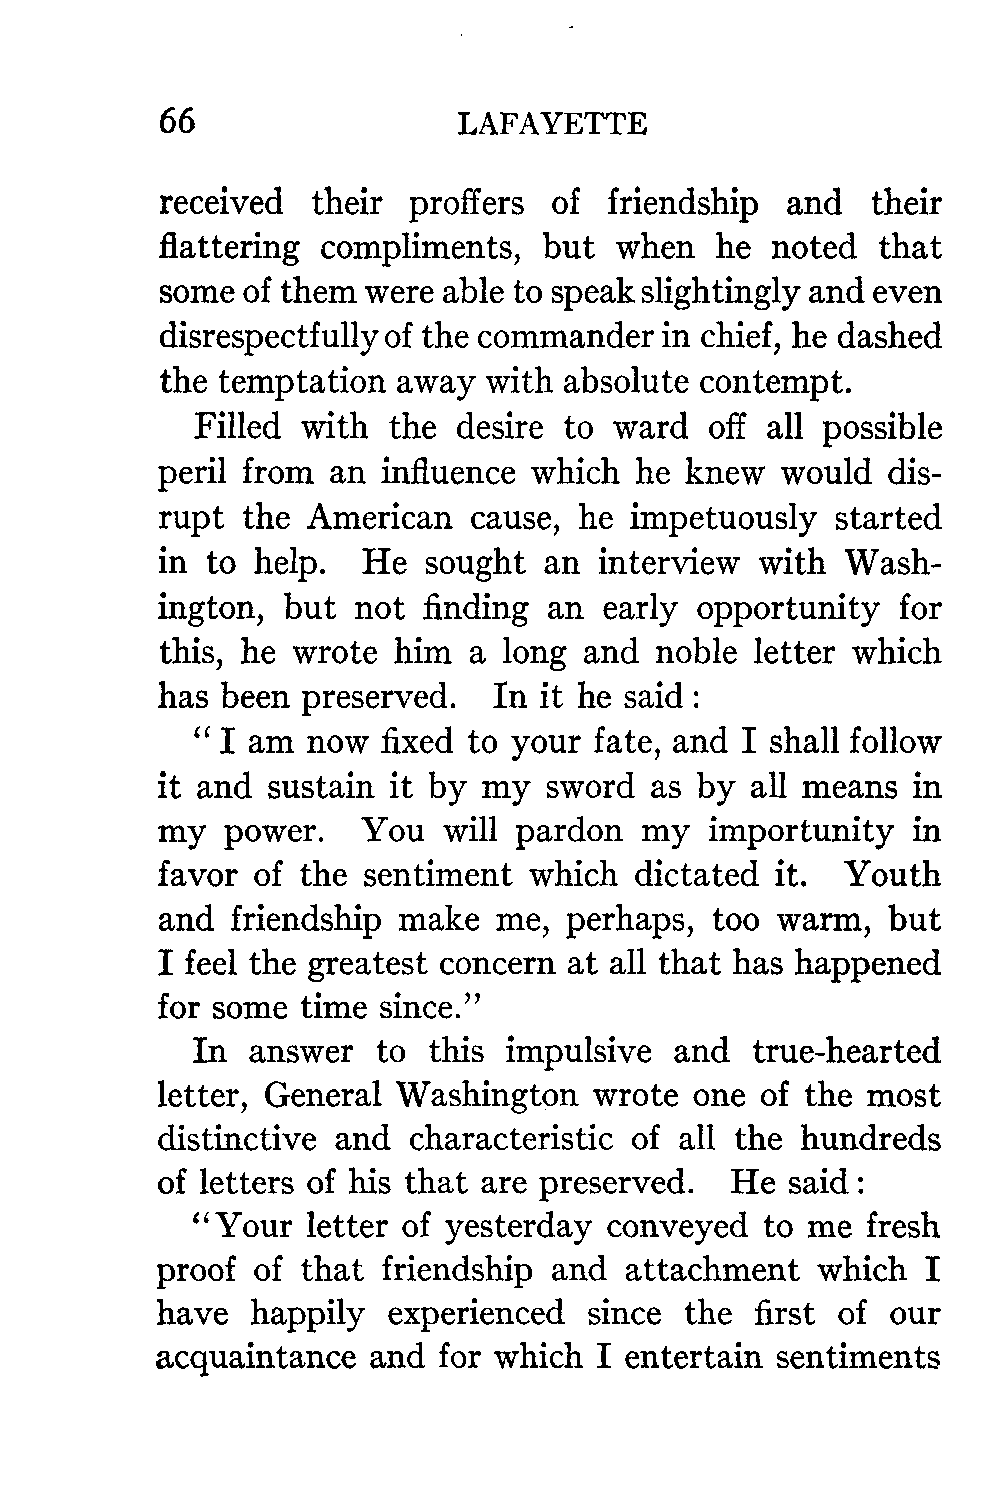 66 LAFAYETTE
received their proffers of friendship and their
flattering compliments, but when he noted that
some of them were able to speak slightingly and even
disrespectfully of the commander in chief, he dashed
the temptation away with absolute contempt.
Filled with the desire to ward off all possible
peril from an influence which he knew would dis-
rupt the American cause, he impetuously started
in to help. He sought an interview with Wash-
ington, but not finding an early opportunity for
this, he wrote him a long and noble letter which
has been preserved. In it he said :
“ I am now fixed to your fate, and I shall follow
it and sustain it by my sword as by all means in
my power. You will pardon my importunity in
favor of the sentiment which dictated it. Youth
and friendship make me, perhaps, too warm, but
I feel the greatest concern at all that has happened
for some time since.”
In answer to this impulsive and true-hearted
letter, General Washington wrote one of the most
distinctive and characteristic of all the hundreds
of letters of his that are preserved. He said :
“Your letter of yesterday conveyed to me fresh
proof of that friendship and attachment which I
have happily experienced since the first of our
acquaintance and for which I entertain sentiments